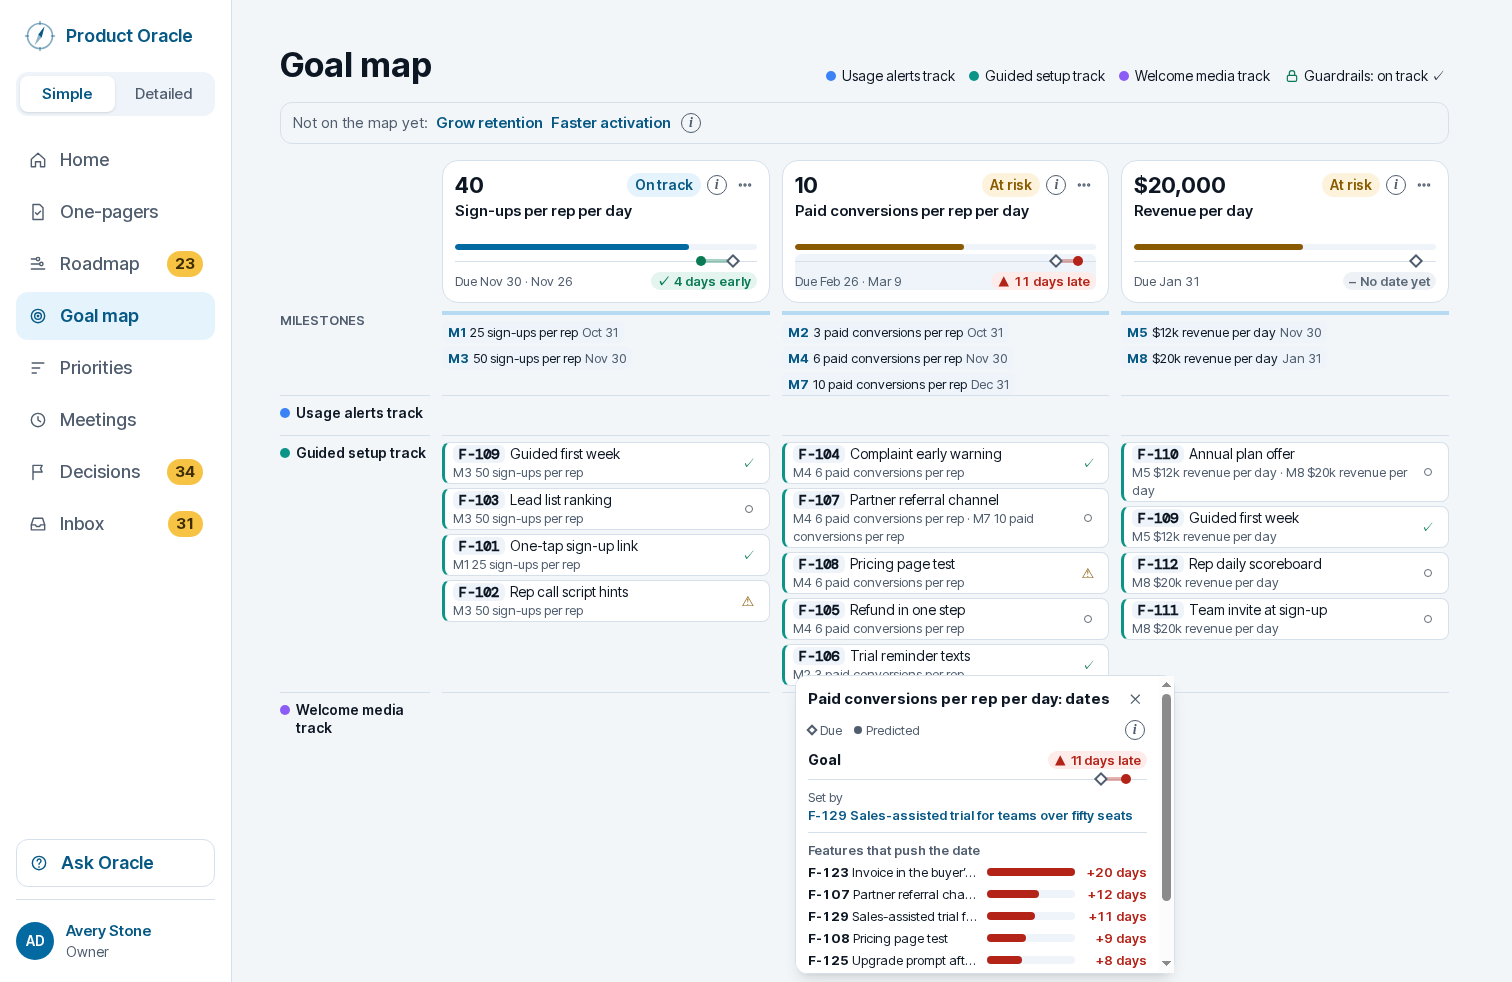 Product Oracle
Simple Detailed
Home
One-pagers
Roadmap 23
Goal map
Priorities
Meetings
Decisions 34
Inbox 31
Ask Oracle
AD Avery Stone
Owner
Goal map
Usage alerts track Guided setup track Welcome media track Guardrails: on track ✓
Not on the map yet: Grow retention Faster activation i
40 On track i •••
Sign-ups per rep per day
Due Nov 30 · Nov 26 ✓ 4 days early
10 At risk i •••
Paid conversions per rep per day
Due Feb 26 · Mar 9 ▲ 11 days late
$20,000 At risk i •••
Revenue per day
Due Jan 31 – No date yet
MILESTONES
M1 25 sign-ups per rep Oct 31
M3 50 sign-ups per rep Nov 30
M2 3 paid conversions per rep Oct 31
M4 6 paid conversions per rep Nov 30
M7 10 paid conversions per rep Dec 31
M5 $12k revenue per day Nov 30
M8 $20k revenue per day Jan 31
Usage alerts track
Guided setup track
F-109 Guided first week ✓
M3 50 sign-ups per rep
F-103 Lead list ranking ○
M3 50 sign-ups per rep
F-101 One-tap sign-up link ✓
M1 25 sign-ups per rep
F-102 Rep call script hints ⚠
M3 50 sign-ups per rep
F-104 Complaint early warning ✓
M4 6 paid conversions per rep
F-107 Partner referral channel ○
M4 6 paid conversions per rep · M7 10 paid
conversions per rep
F-108 Pricing page test ⚠
M4 6 paid conversions per rep
F-105 Refund in one step ○
M4 6 paid conversions per rep
F-106 Trial reminder texts ✓
M2 3 paid conversions per rep
F-110 Annual plan offer ○
M5 $12k revenue per day · M8 $20k revenue per
day
F-109 Guided first week ✓
M5 $12k revenue per day
F-112 Rep daily scoreboard ○
M8 $20k revenue per day
F-111 Team invite at sign-up ○
M8 $20k revenue per day
Welcome media
track
Paid conversions per rep per day: dates ×
Due Predicted i
Goal ▲ 11 days late
Set by
F-129 Sales-assisted trial for teams over fifty seats
Features that push the date
F-123 Invoice in the buyer'… +20 days
F-107 Partner referral cha… +12 days
F-129 Sales-assisted trial f… +11 days
F-108 Pricing page test +9 days
F-125 Upgrade prompt aft… +8 days